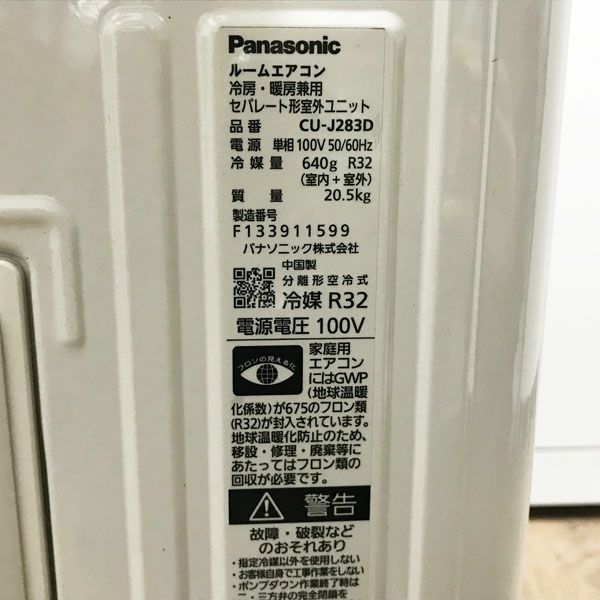 Panasonic
ルームエアコン
冷房・暖房兼用
セパレート形室外ユニット
品番 CU-J283D
電源 単相100V 50/60Hz
冷媒量 640g R32
(室内+室外)
質量 20.5kg
製造番号
F133911599
パナソニック株式会社
中国製
分離形空冷式
冷媒 R32
電源電圧 100V
フロンの見える化
家庭用
エアコン
にはGWP
(地球温暖
化係数)が675のフロン類
(R32)が封入されています。
地球温暖化防止のため、
移設・修理・廃棄等に
あたってはフロン類の
回収が必要です。
警告
故障・破裂など
のおそれあり
・指定冷媒以外を使用しない
・お客様自身で工事作業をしない
・ポンプダウン作業終了時は
二・三方弁の完全閉鎖を